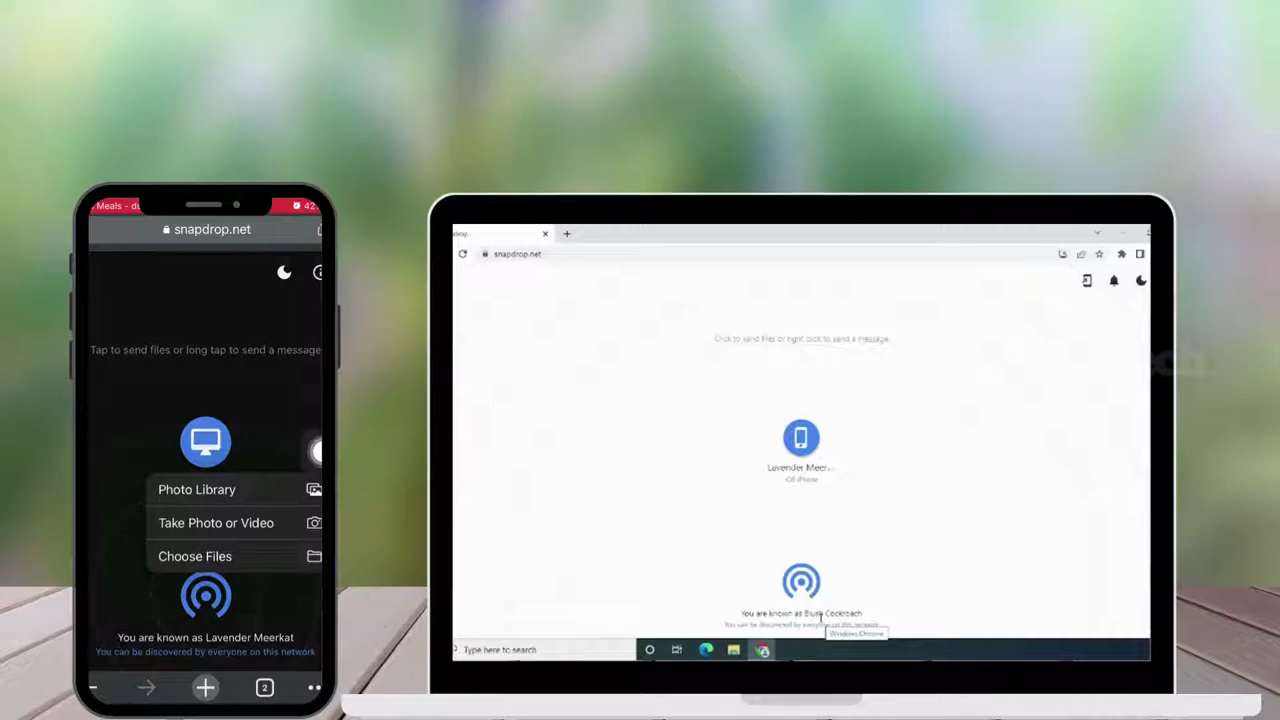 Meals - du
42
snapdrop.net
Tap to send files or long tap to send a message
Photo Library
Take Photo or Video
Choose Files
You are known as Lavender Meerkat
You can be discovered by everyone on this network
2
snapdrop.net
Click to send files or right click to send a message
Lavender Meer...
iOS iPhone
You are known as Blush Cockroach
You can be discovered by everyone on this network
Windows Chrome
Type here to search